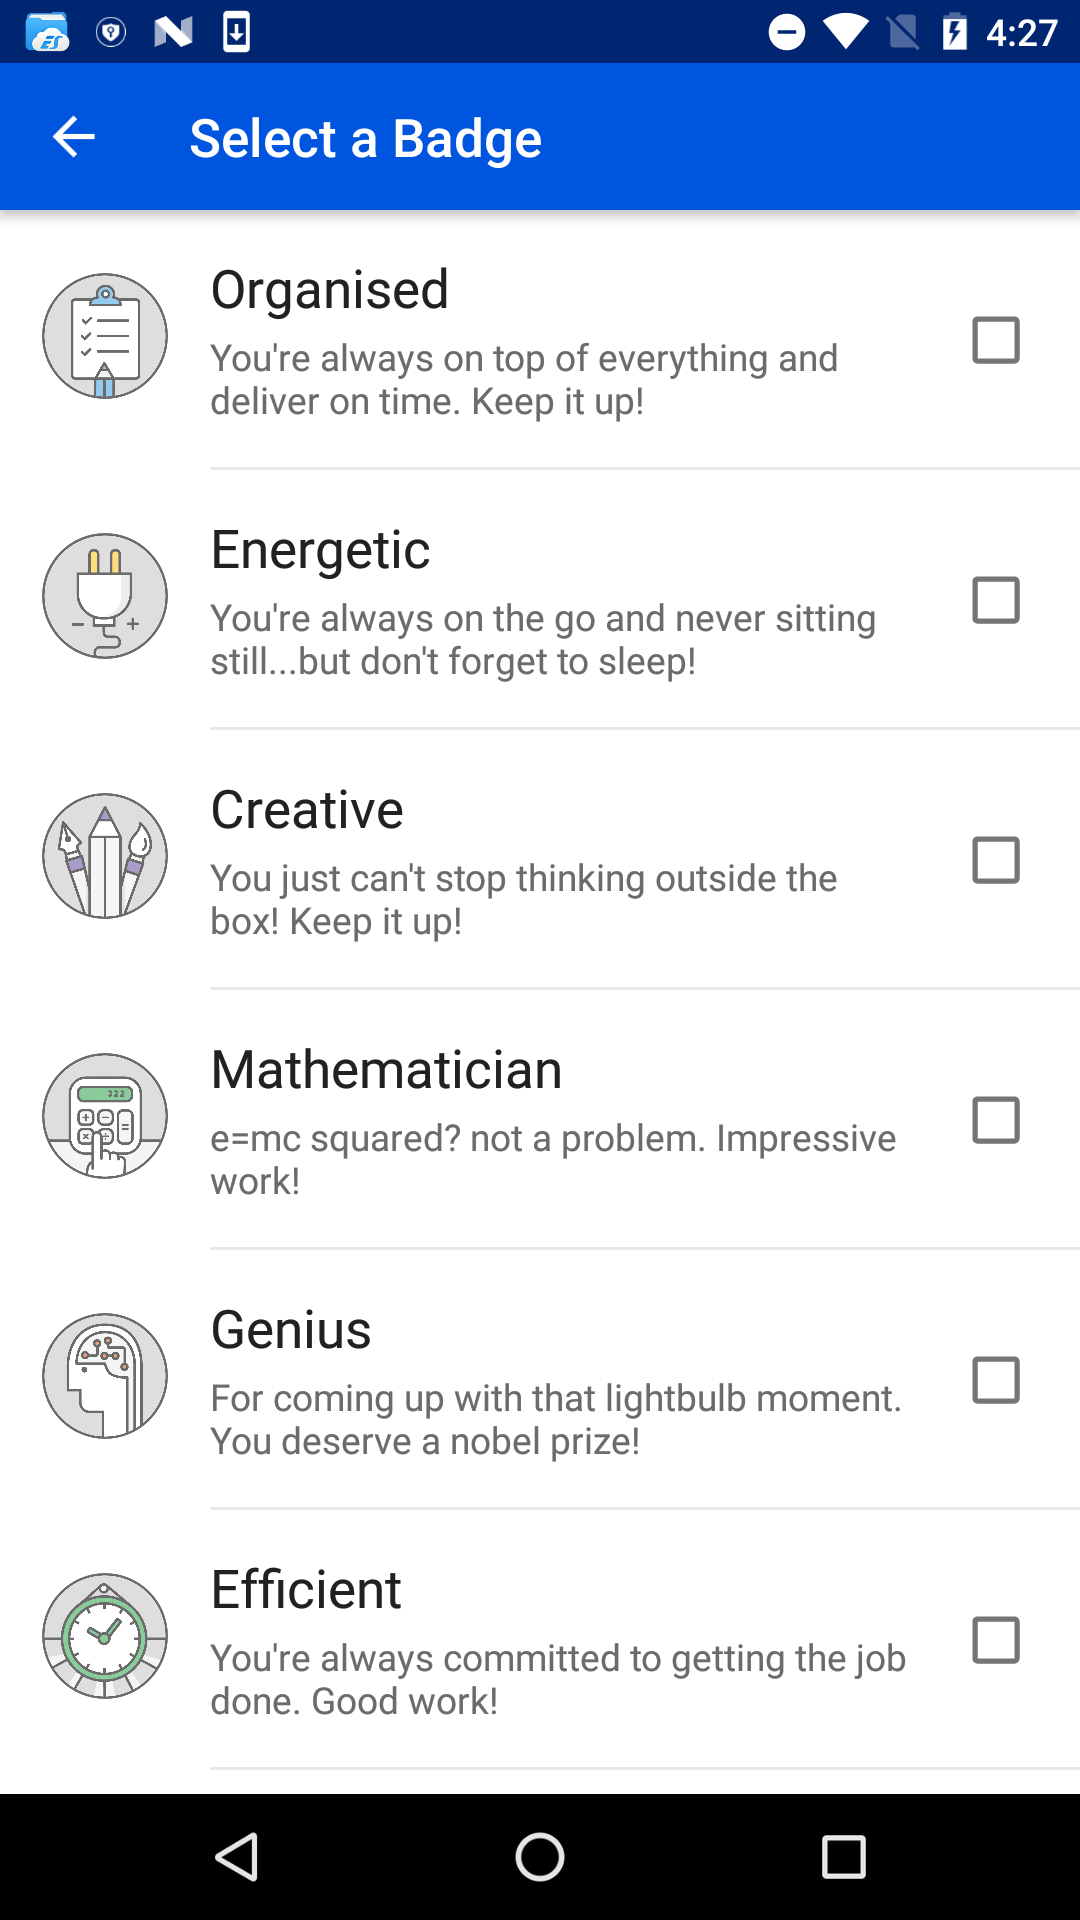 4:27
Select a Badge
Organised
You're always on top of everything and
deliver on time. Keep it up!
Energetic
You're always on the go and never sitting
still...but don't forget to sleep!
Creative
You just can't stop thinking outside the
box! Keep it up!
Mathematician
e=mc squared? not a problem. Impressive
work!
Genius
For coming up with that lightbulb moment.
You deserve a nobel prize!
Efficient
You're always committed to getting the job
done. Good work!